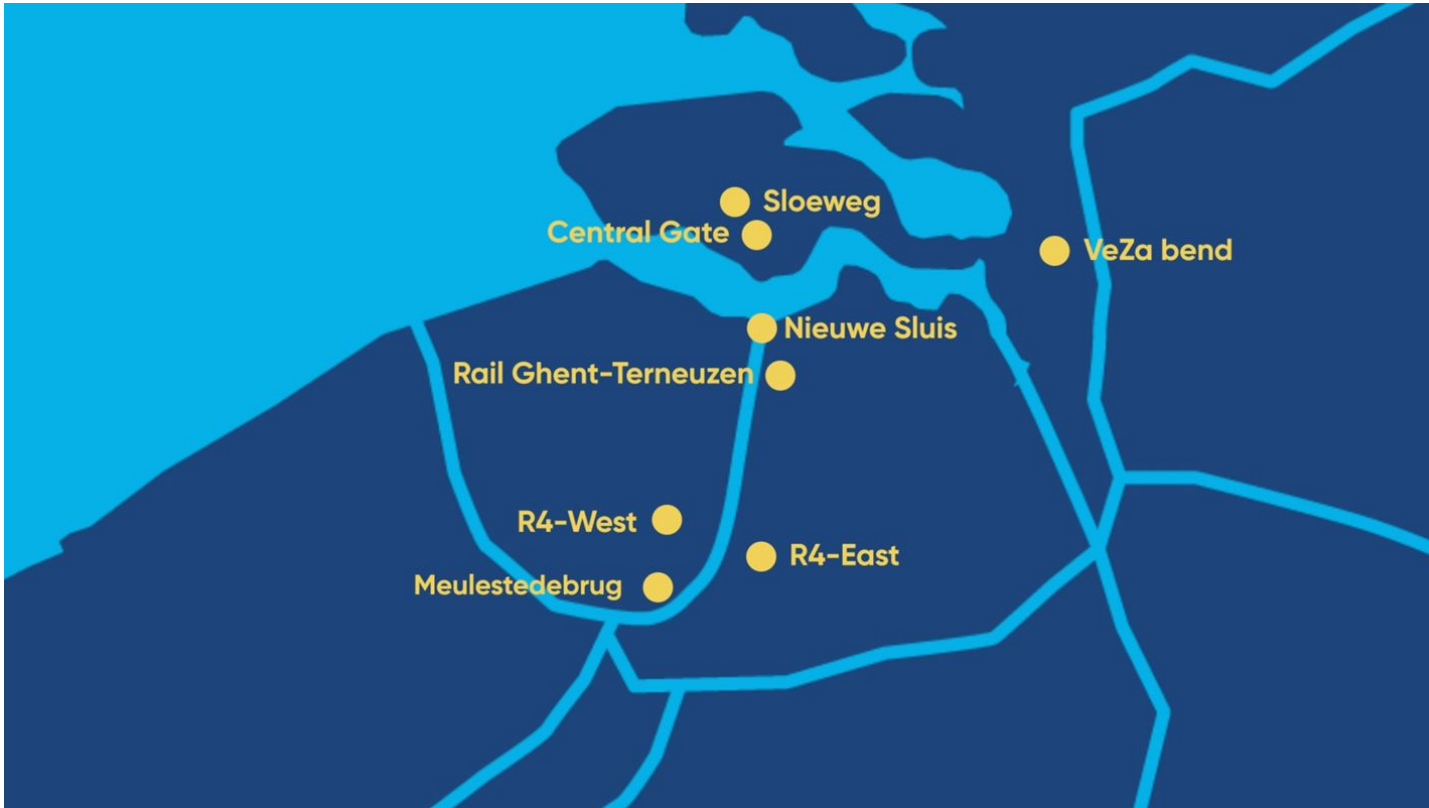 Sloeweg
Central Gate
VeZa bend
Nieuwe Sluis
Rail Ghent-Terneuzen
R4-West
R4-East
Meulestedebrug